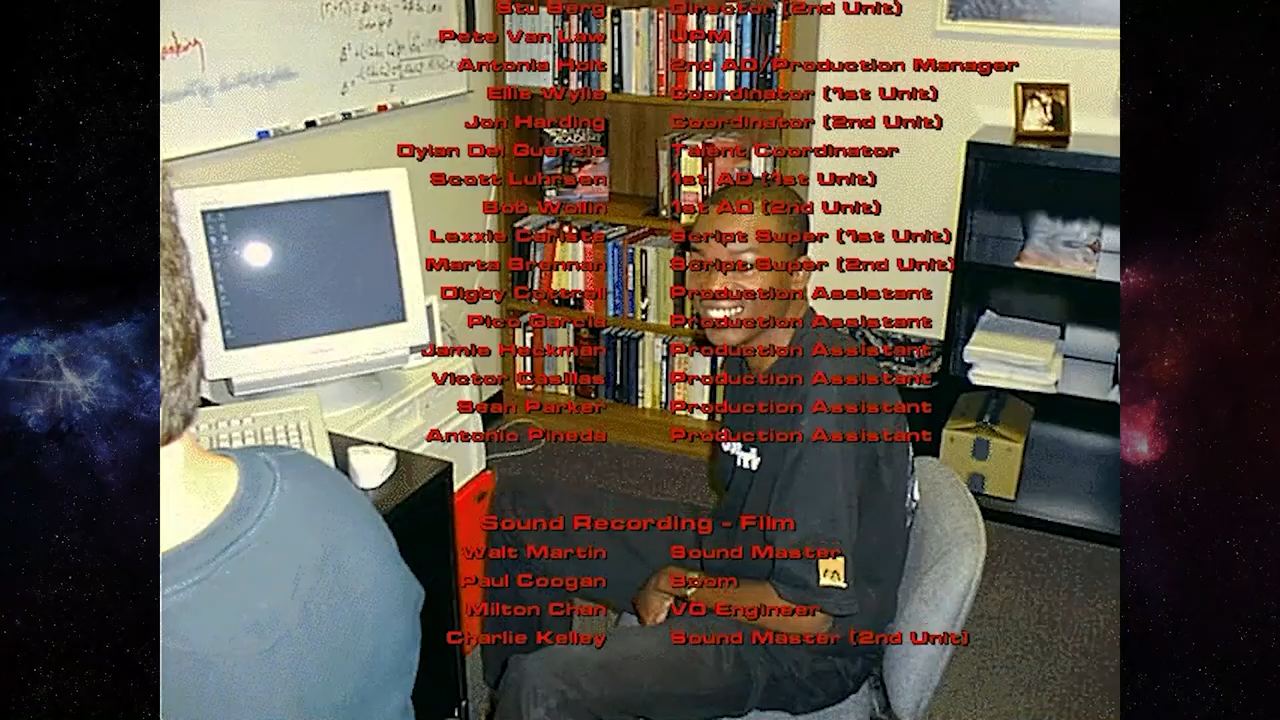 Stu Berg Director (2nd Unit)
Pete Van Law UPM
Antonia Holt 2nd AD/Production Manager
Ellie Wylie Coordinator (1st Unit)
Jon Harding Coordinator (2nd Unit)
Dylan Del Guercio Talent Coordinator
Scott Luhrsen 1st AD (1st Unit)
Bob Wollin 1st AD (2nd Unit)
Lexxie Script Super (1st Unit)
Marta Brennan Script Super (2nd Unit)
Digby Cottrell Production Assistant
Pico Garcia Production Assistant
Jamie Heckman Production Assistant
Victor Casillas Production Assistant
Sean Parker Production Assistant
Antonio Pineda Production Assistant
Sound Recording - Film
Walt Martin Sound Master
Paul Coogan Boom
Milton Chan VO Engineer
Charlie Kelley Sound Master (2nd Unit)